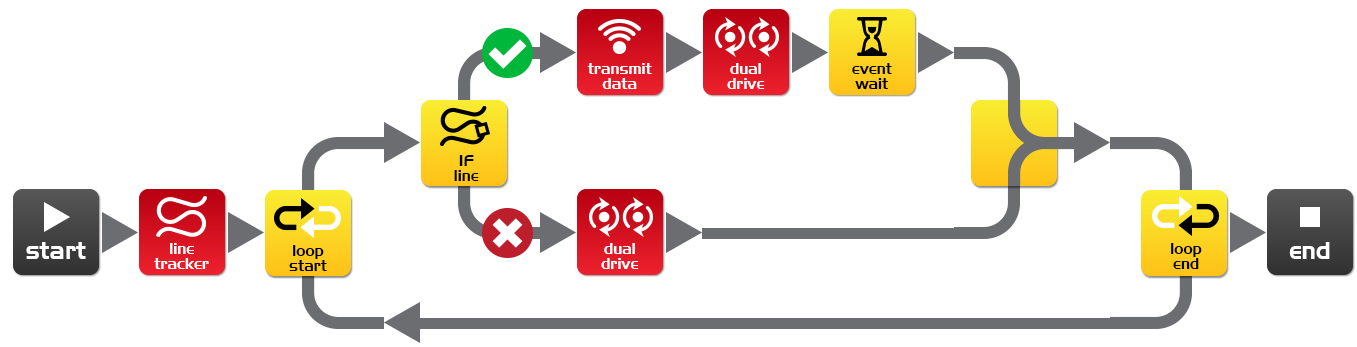 start
line
tracker
loop
start
IF
line
transmit
data
dual
drive
event
wait
dual
drive
loop
end
end